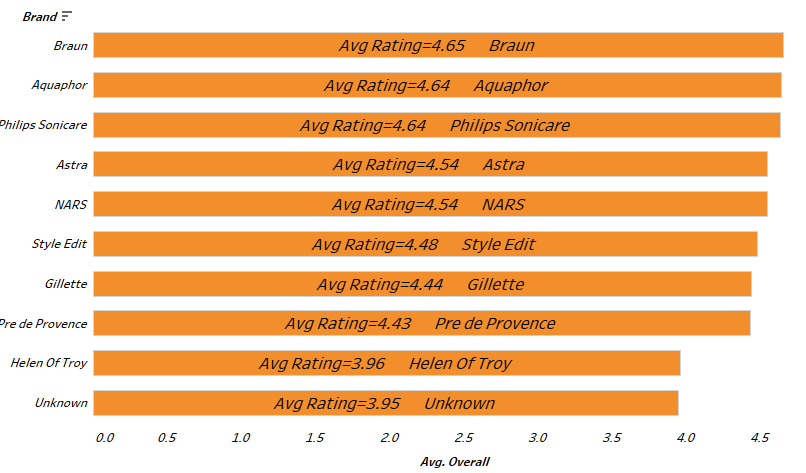 Brand
Braun Avg Rating=4.65 Braun
Aquaphor Avg Rating=4.64 Aquaphor
Philips Sonicare Avg Rating=4.64 Philips Sonicare
Astra Avg Rating=4.54 Astra
NARS Avg Rating=4.54 NARS
Style Edit Avg Rating=4.48 Style Edit
Gillette Avg Rating=4.44 Gillette
Pre de Provence Avg Rating=4.43 Pre de Provence
Helen Of Troy Avg Rating=3.96 Helen Of Troy
Unknown Avg Rating=3.95 Unknown
0.0 0.5 1.0 1.5 2.0 2.5 3.0 3.5 4.0 4.5
Avg. Overall